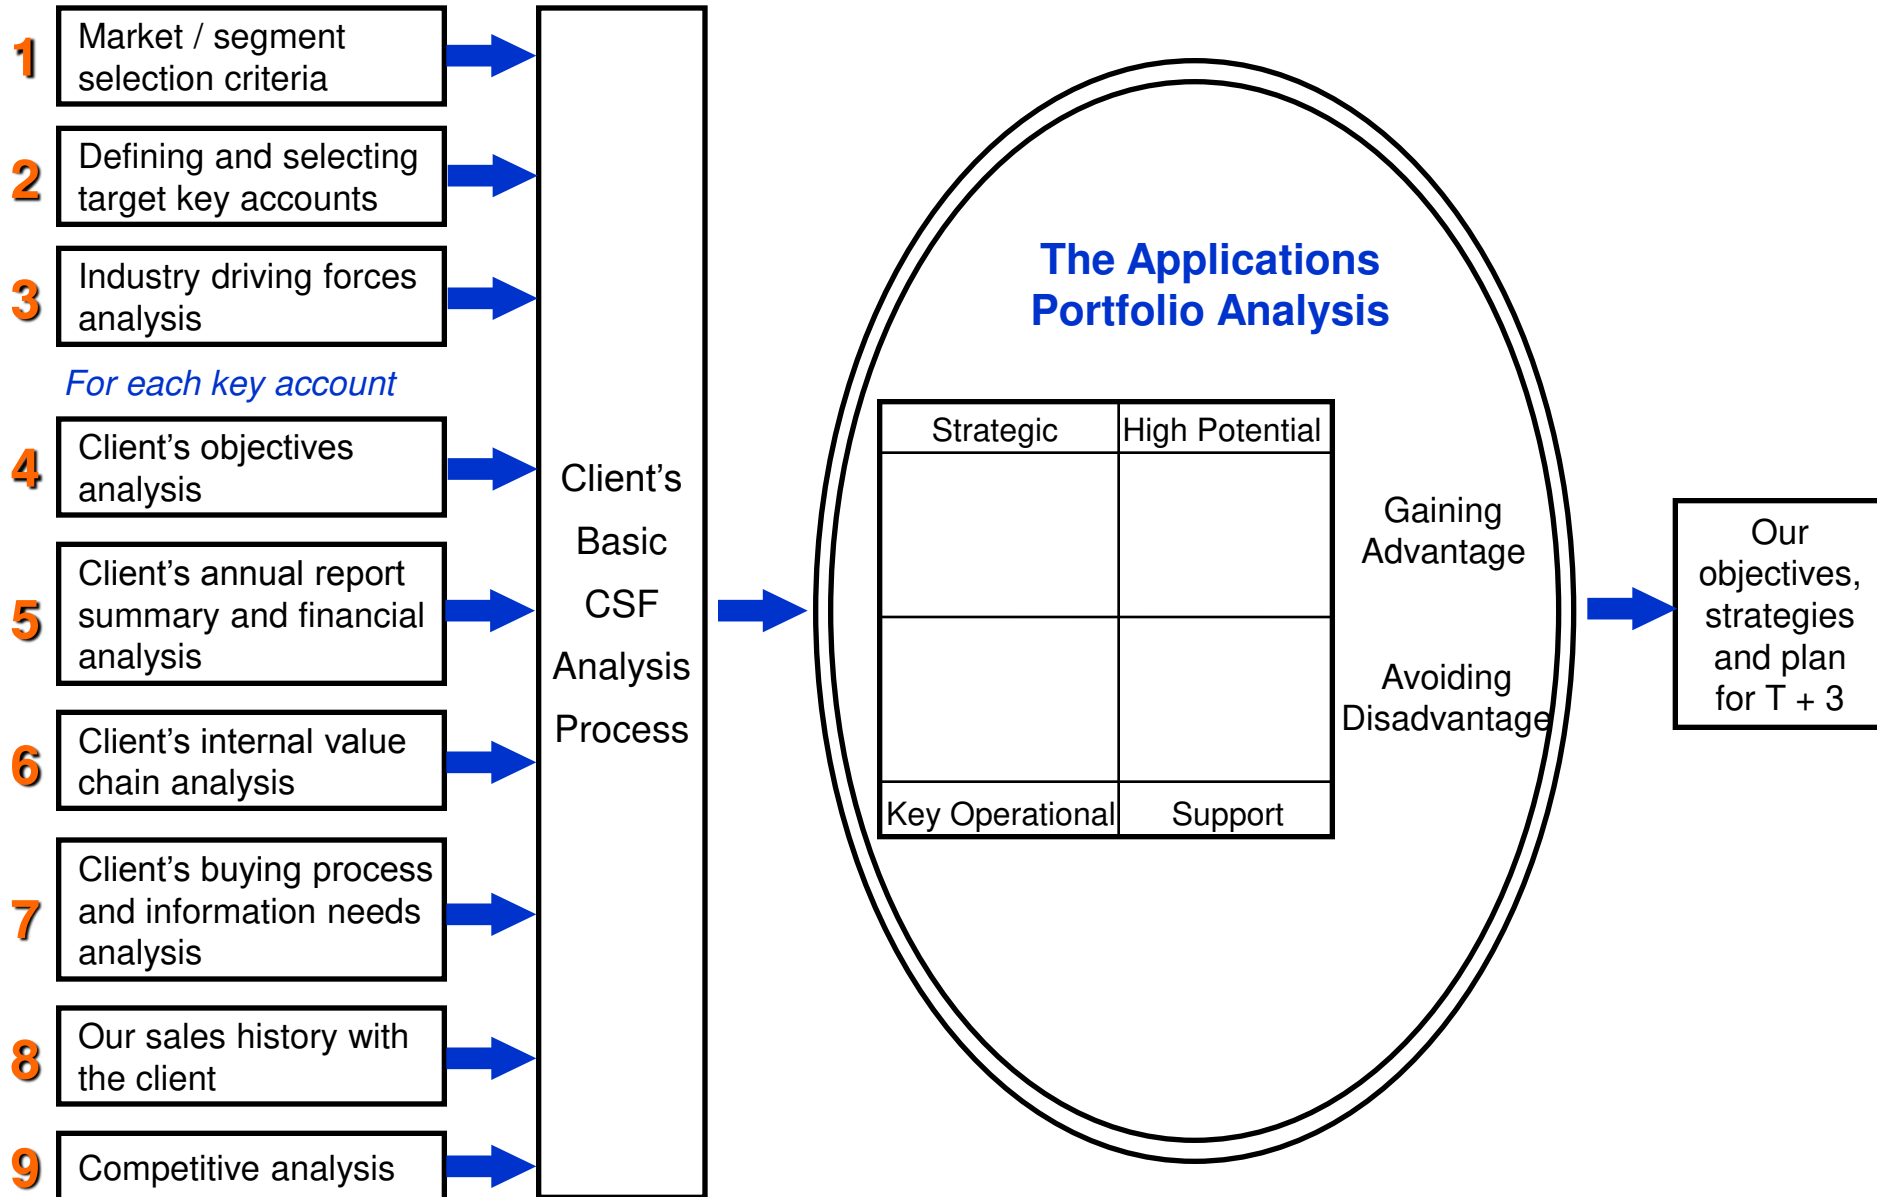 1
Market / segment
selection criteria
2
Defining and selecting
target key accounts
3
Industry driving forces
analysis
For each key account
4
Client’s objectives
analysis
5
Client’s annual report
summary and financial
analysis
6
Client’s internal value
chain analysis
7
Client’s buying process
and information needs
analysis
8
Our sales history with
the client
9
Competitive analysis
Client’s
Basic
CSF
Analysis
Process
The Applications
Portfolio Analysis
Strategic
High Potential
Gaining
Advantage
Avoiding
Disadvantage
Key Operational
Support
Our
objectives,
strategies
and plan
for T + 3